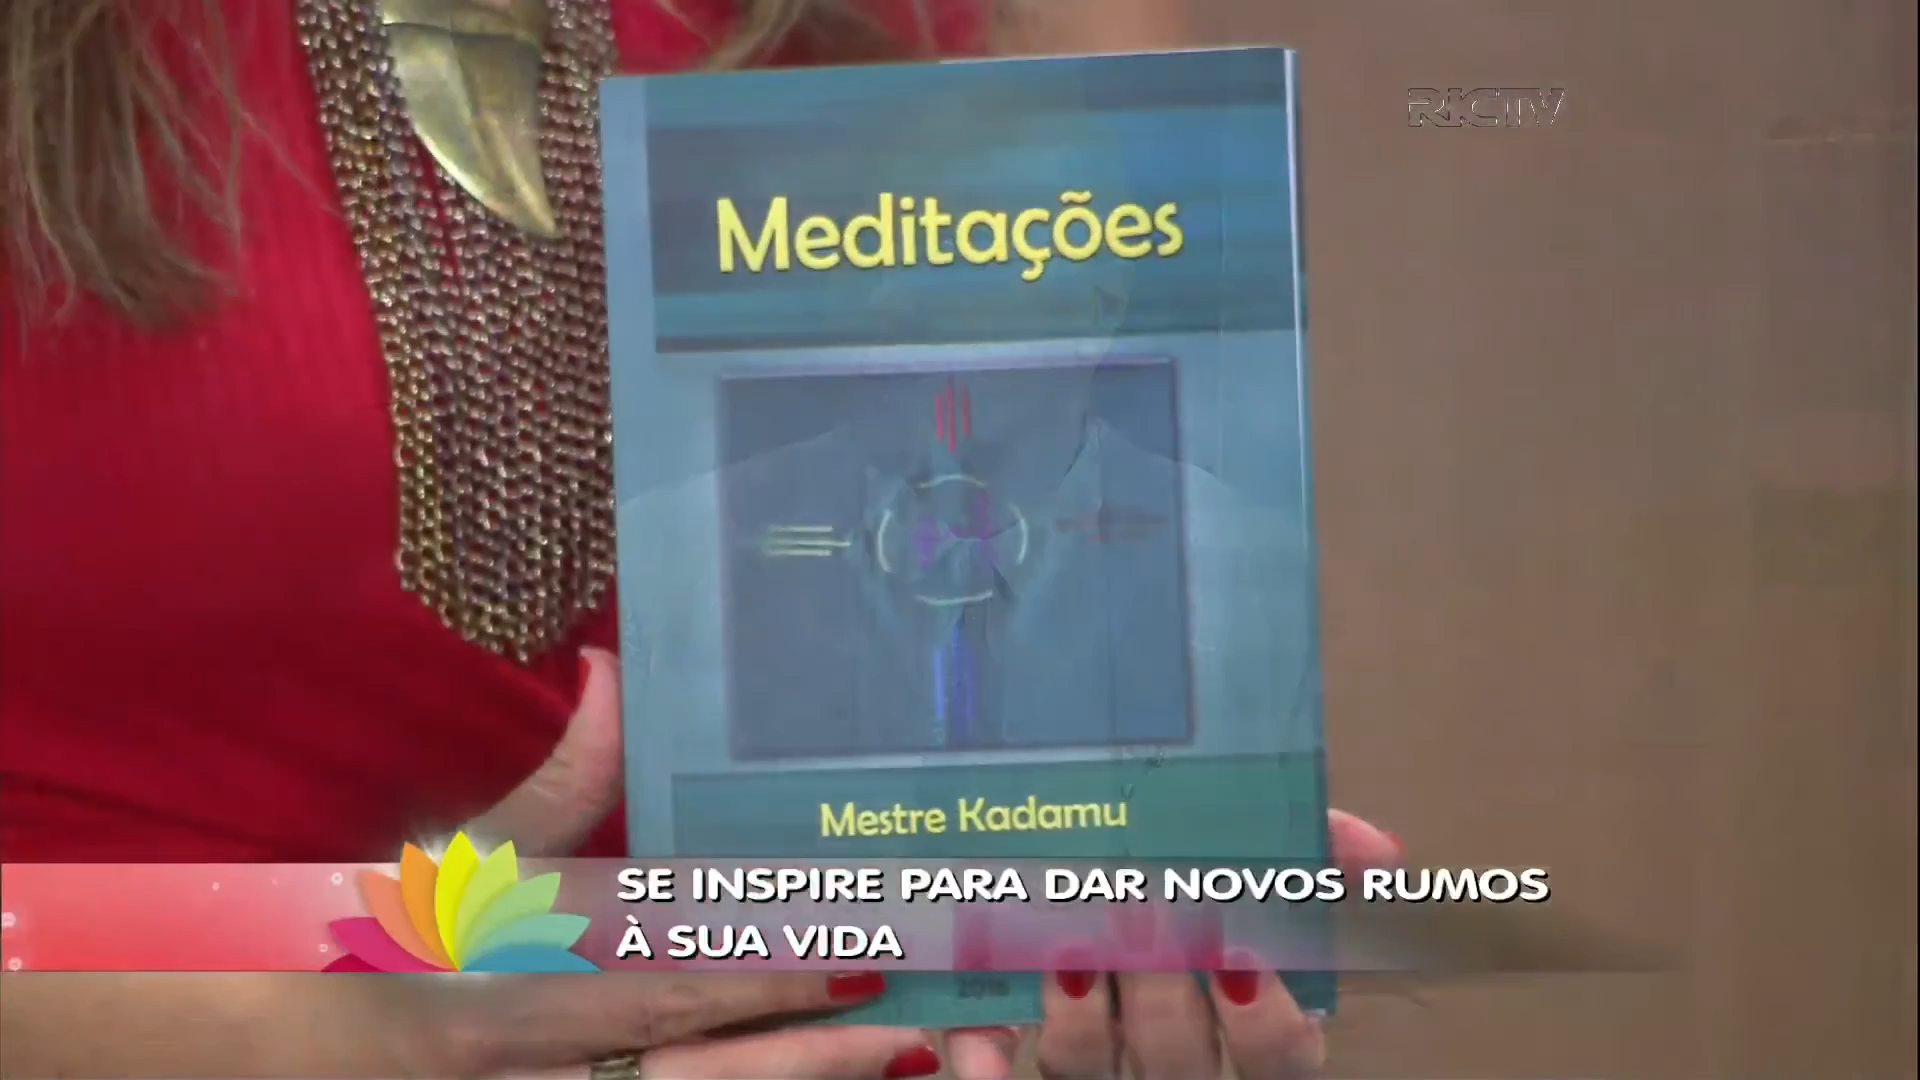 RICTV
Meditações
Mestre Kadamu
SE INSPIRE PARA DAR NOVOS RUMOS
À SUA VIDA